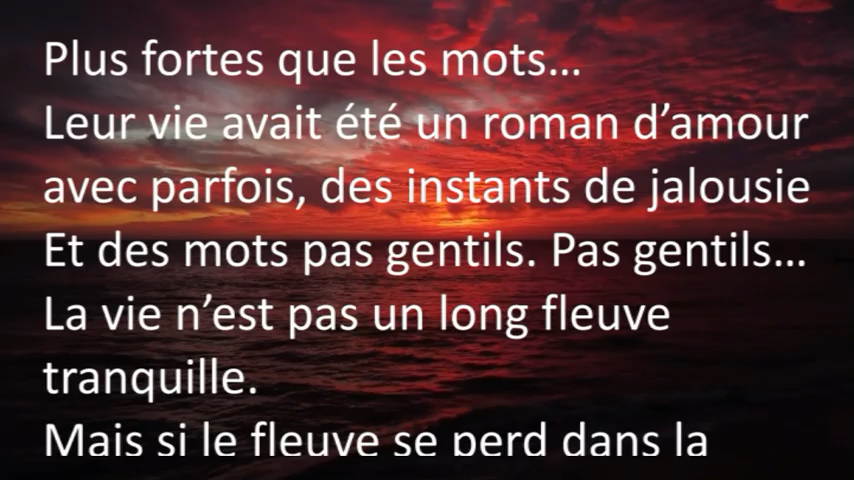 Plus fortes que les mots…
Leur vie avait été un roman d’amour
avec parfois, des instants de jalousie
Et des mots pas gentils. Pas gentils…
La vie n’est pas un long fleuve
tranquille.
Mais si le fleuve se perd dans la